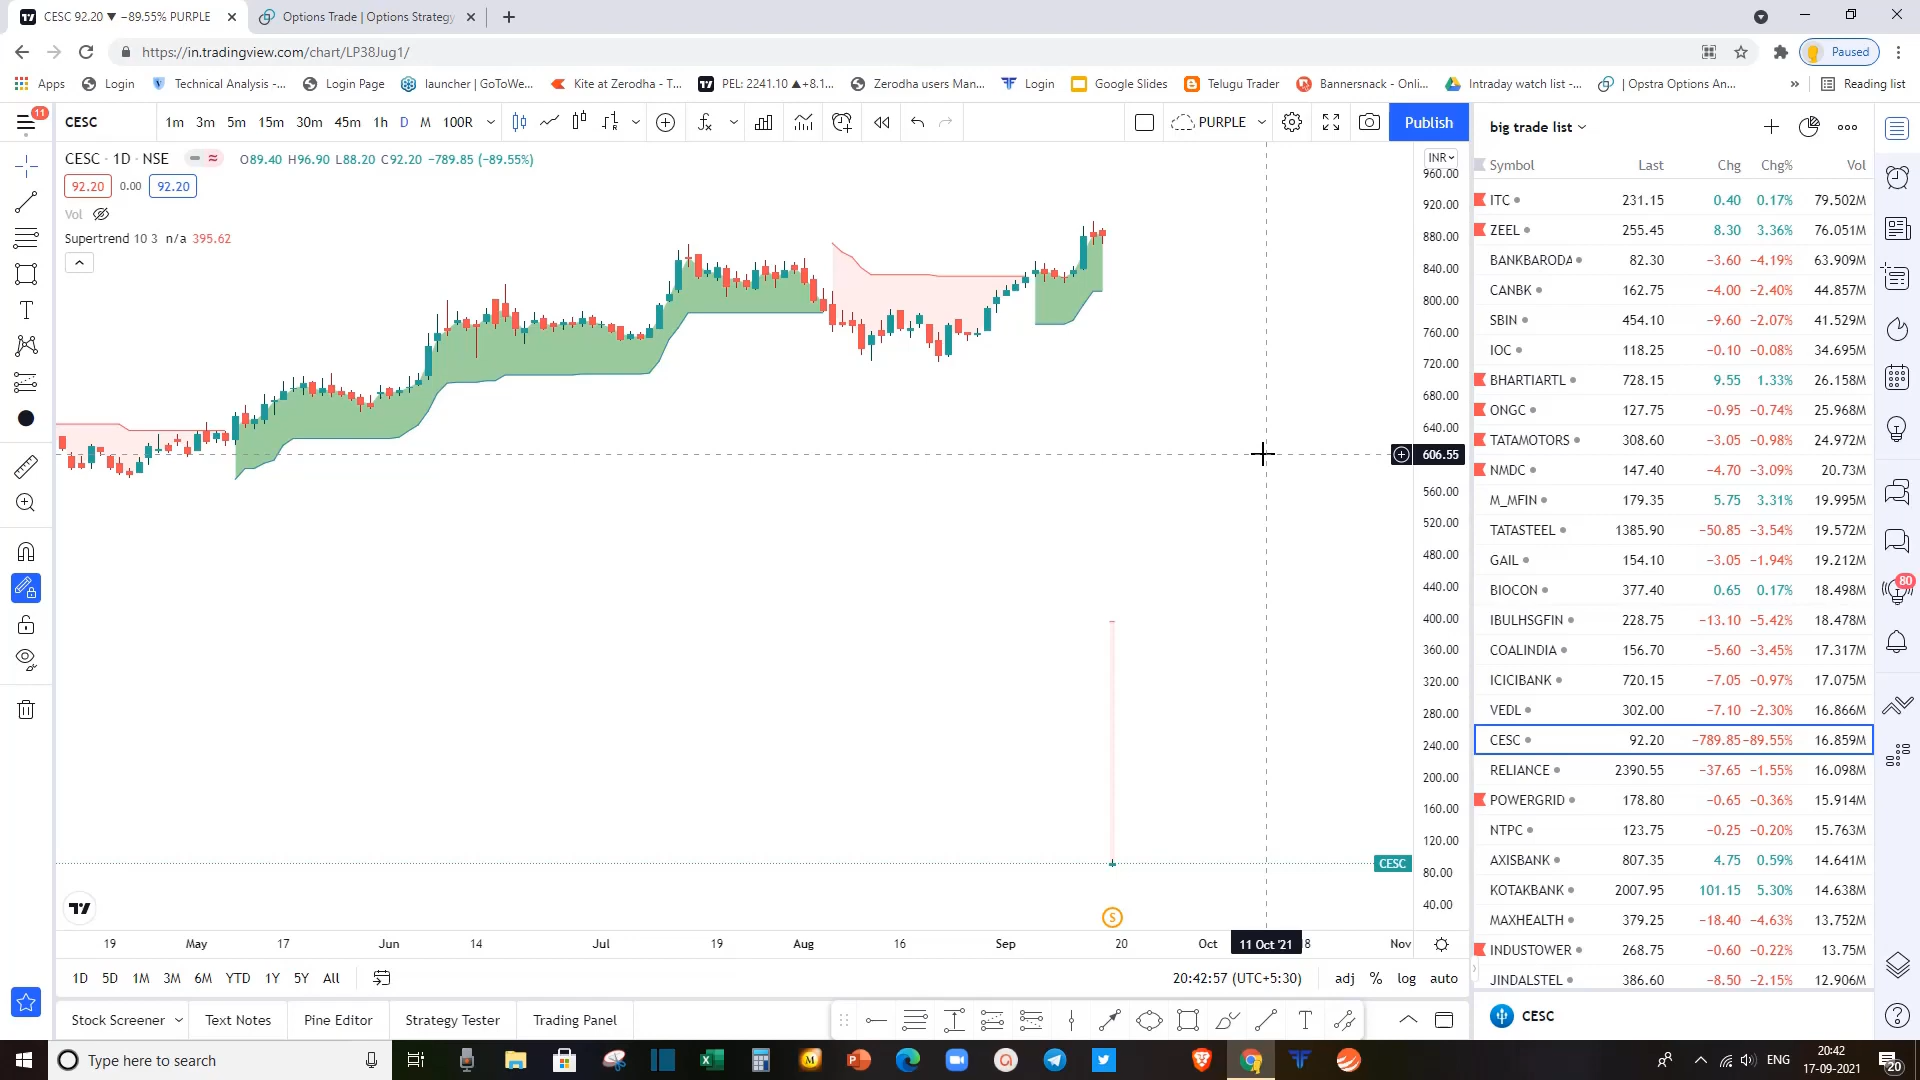 CESC 92.20 ▼ −89.55% PURPLE
Options Trade | Options Strategy
https://in.tradingview.com/chart/LP38Jug1/
Paused
Apps
Login
Technical Analysis -...
Login Page
launcher | GoToWe...
Kite at Zerodha - T...
PEL: 2241.10 ▲+8.1...
Zerodha users Man...
Login
Google Slides
Telugu Trader
Bannersnack - Onli...
Intraday watch list -...
| Opstra Options An...
»
Reading list
11
CESC
1m 3m 5m 15m 30m 45m 1h D M 100R
PURPLE
Publish
CESC · 1D · NSE
O89.40 H96.90 L88.20 C92.20 −789.85 (−89.55%)
92.20 0.00 92.20
Vol
Supertrend 10 3 n/a 395.62
INR
960.00
920.00
880.00
840.00
800.00
760.00
720.00
680.00
640.00
606.55
560.00
520.00
480.00
440.00
400.00
360.00
320.00
280.00
240.00
200.00
160.00
120.00
CESC
80.00
40.00
S
19 May 17 Jun 14 Jul 19 Aug 16 Sep 20 Oct 11 Oct '21 8 Nov
1D 5D 1M 3M 6M YTD 1Y 5Y All
20:42:57 (UTC+5:30)
adj % log auto
Stock Screener
Text Notes
Pine Editor
Strategy Tester
Trading Panel
big trade list
Symbol Last Chg Chg% Vol
ITC 231.15 0.40 0.17% 79.502M
ZEEL 255.45 8.30 3.36% 76.051M
BANKBARODA 82.30 −3.60 −4.19% 63.909M
CANBK 162.75 −4.00 −2.40% 44.857M
SBIN 454.10 −9.60 −2.07% 41.529M
IOC 118.25 −0.10 −0.08% 34.695M
BHARTIARTL 728.15 9.55 1.33% 26.158M
ONGC 127.75 −0.95 −0.74% 25.968M
TATAMOTORS 308.60 −3.05 −0.98% 24.972M
NMDC 147.40 −4.70 −3.09% 20.73M
M_MFIN 179.35 5.75 3.31% 19.995M
TATASTEEL 1385.90 −50.85 −3.54% 19.572M
GAIL 154.10 −3.05 −1.94% 19.212M
BIOCON 377.40 0.65 0.17% 18.498M
IBULHSGFIN 228.75 −13.10 −5.42% 18.478M
COALINDIA 156.70 −5.60 −3.45% 17.317M
ICICIBANK 720.15 −7.05 −0.97% 17.075M
VEDL 302.00 −7.10 −2.30% 16.866M
CESC 92.20 −789.85 −89.55% 16.859M
RELIANCE 2390.55 −37.65 −1.55% 16.098M
POWERGRID 178.80 −0.65 −0.36% 15.914M
NTPC 123.75 −0.25 −0.20% 15.763M
AXISBANK 807.35 4.75 0.59% 14.641M
KOTAKBANK 2007.95 101.15 5.30% 14.638M
MAXHEALTH 379.25 −18.40 −4.63% 13.752M
INDUSTOWER 268.75 −0.60 −0.22% 13.75M
JINDALSTEL 386.60 −8.50 −2.15% 12.906M
CESC
80
Type here to search
ENG
20:42
17-09-2021
20